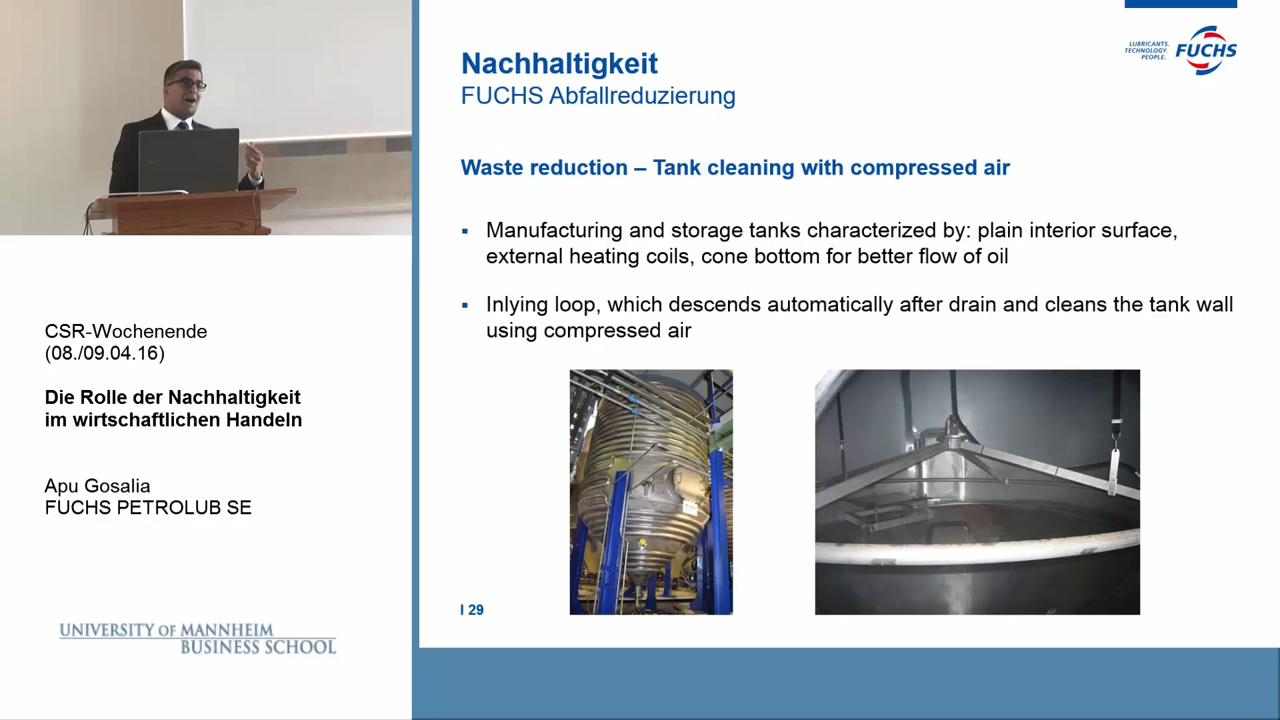 CSR-Wochenende
(08./09.04.16)
Die Rolle der Nachhaltigkeit
im wirtschaftlichen Handeln
Apu Gosalia
FUCHS PETROLUB SE
UNIVERSITY OF MANNHEIM
BUSINESS SCHOOL
LUBRICANTS.
TECHNOLOGY.
PEOPLE.
FUCHS
Nachhaltigkeit
FUCHS Abfallreduzierung
Waste reduction – Tank cleaning with compressed air
▪ Manufacturing and storage tanks characterized by: plain interior surface,
external heating coils, cone bottom for better flow of oil
▪ Inlying loop, which descends automatically after drain and cleans the tank wall
using compressed air
I 29